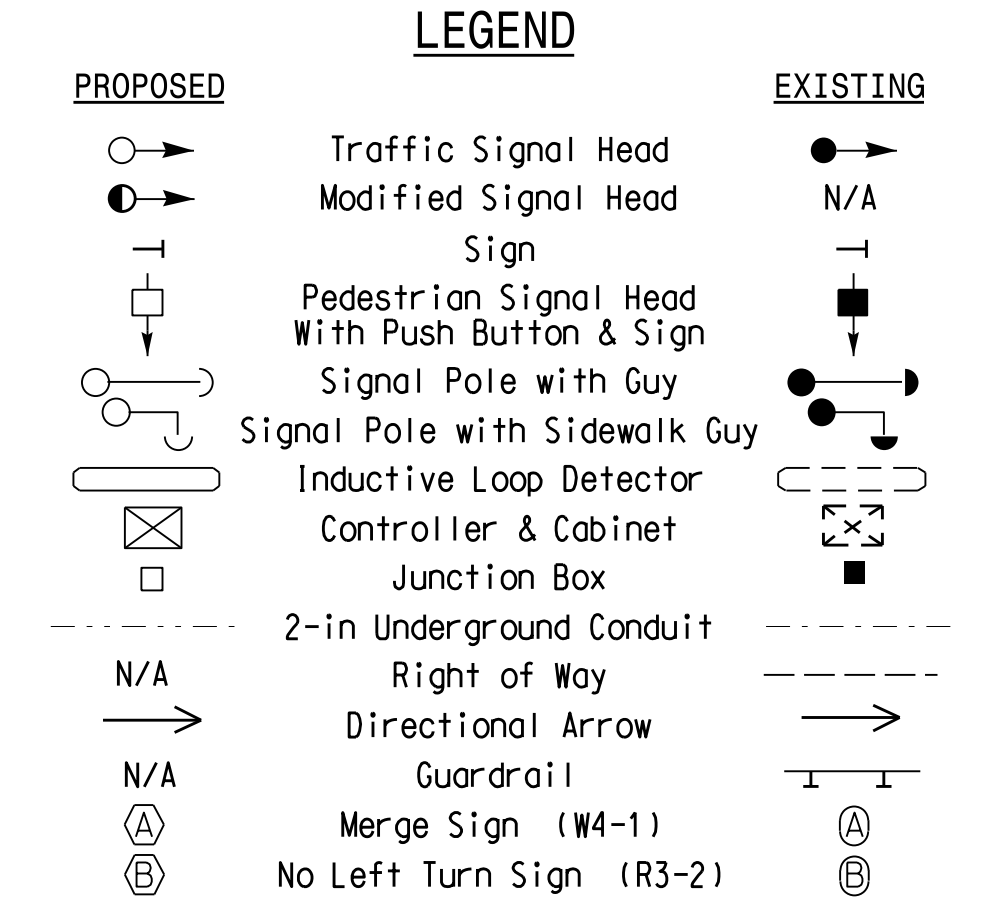 LEGEND
PROPOSED EXISTING
Traffic Signal Head
Modified Signal Head N/A
Sign
Pedestrian Signal Head
With Push Button & Sign
Signal Pole with Guy
Signal Pole with Sidewalk Guy
Inductive Loop Detector
Controller & Cabinet
Junction Box
2-in Underground Conduit
N/A Right of Way
Directional Arrow
N/A Guardrail
A Merge Sign (W4-1) A
B No Left Turn Sign (R3-2) B